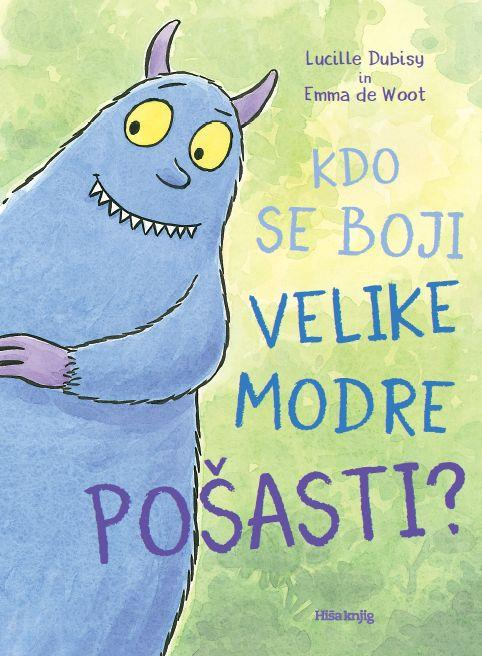 Lucille Dubisy
in
Emma de Woot
KDO
SE BOJI
VELIKE
MODRE
POŠASTI?
Hiša knjig